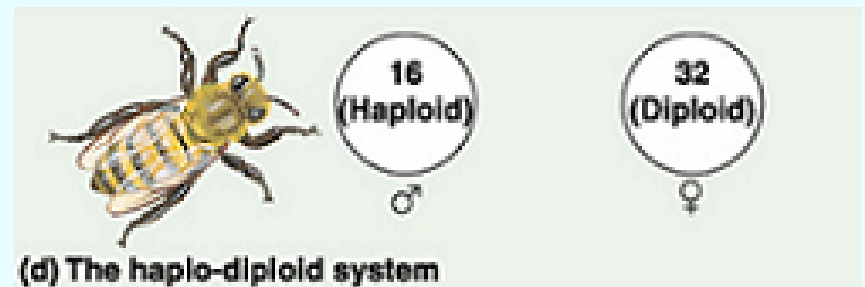 16
(Haploid)
♂
32
(Diploid)
♀
(d) The haplo-diploid system